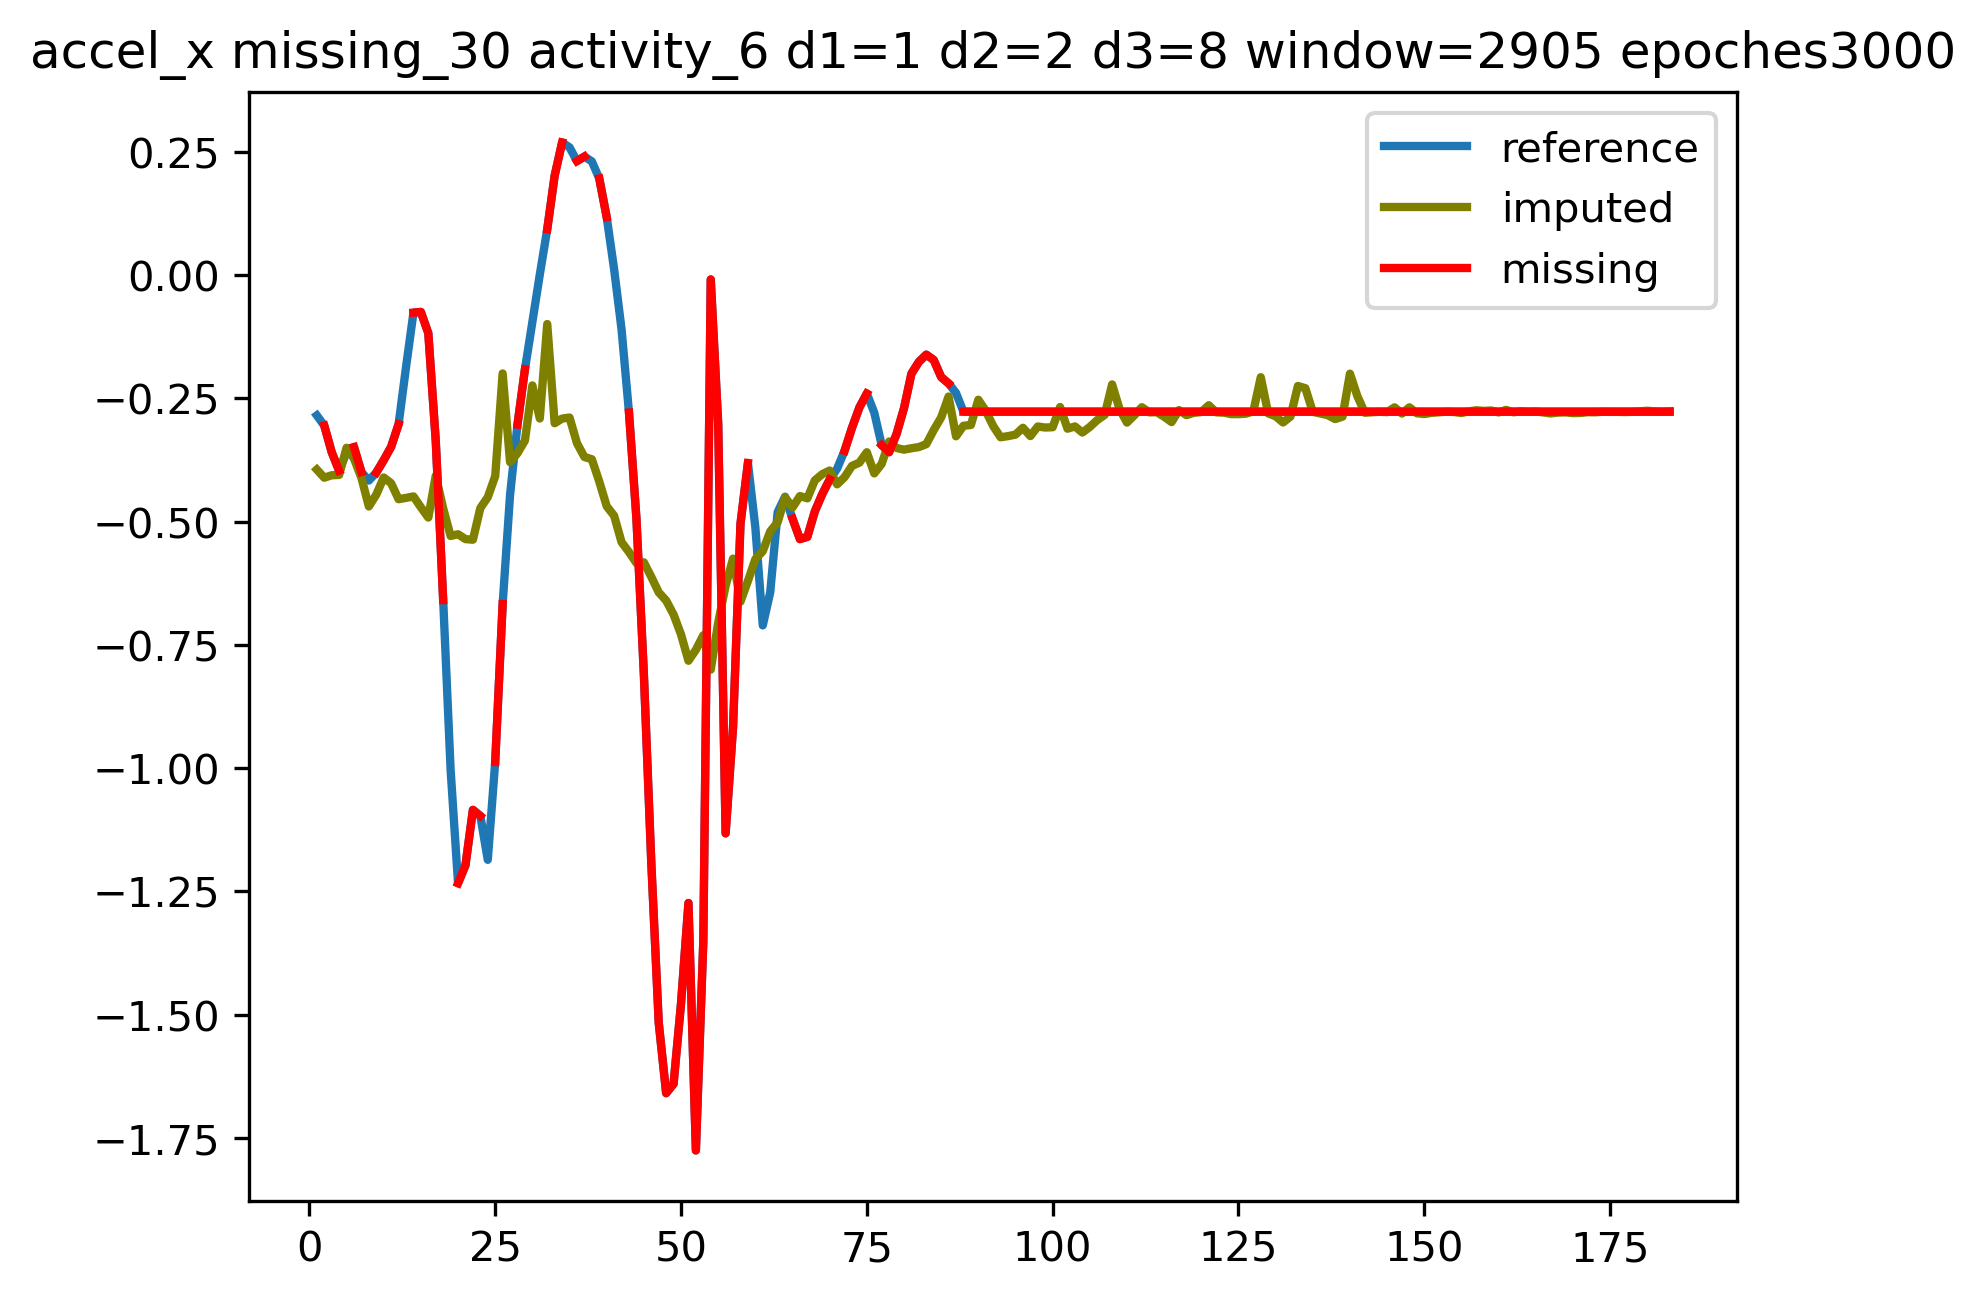 accel_x missing_30 activity_6 d1=1 d2=2 d3=8 window=2905 epoches3000
reference
imputed
missing
0.25
0.00
−0.25
−0.50
−0.75
−1.00
−1.25
−1.50
−1.75
0 25 50 75 100 125 150 175